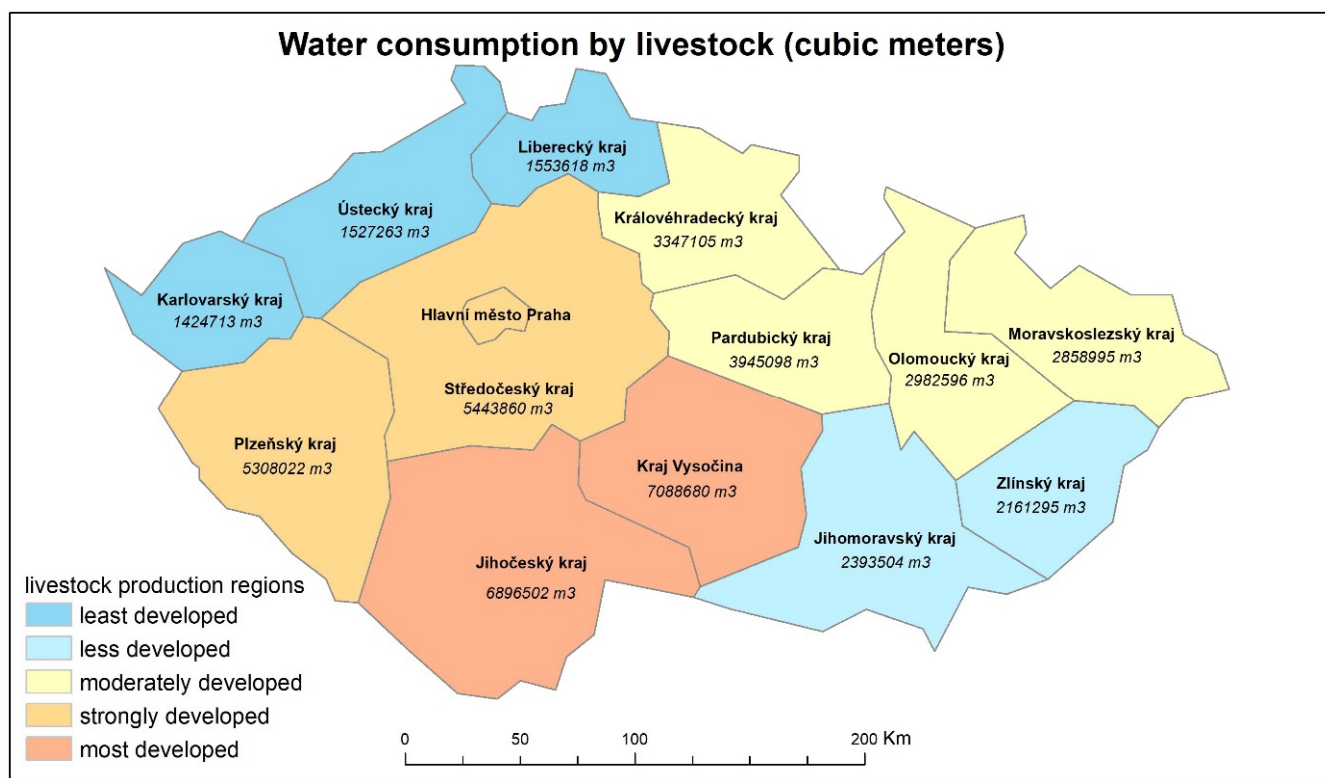 Water consumption by livestock (cubic meters)
Liberecký kraj
1553618 m3
Ústecký kraj
1527263 m3
Královéhradecký kraj
3347105 m3
Karlovarský kraj
1424713 m3
Hlavní město Praha
Pardubický kraj
3945098 m3
Moravskoslezský kraj
2858995 m3
Olomoucký kraj
2982596 m3
Středočeský kraj
5443860 m3
Plzeňský kraj
5308022 m3
Kraj Vysočina
7088680 m3
Zlínský kraj
2161295 m3
Jihomoravský kraj
2393504 m3
Jihočeský kraj
6896502 m3
livestock production regions
least developed
less developed
moderately developed
strongly developed
most developed
0 50 100 200 Km